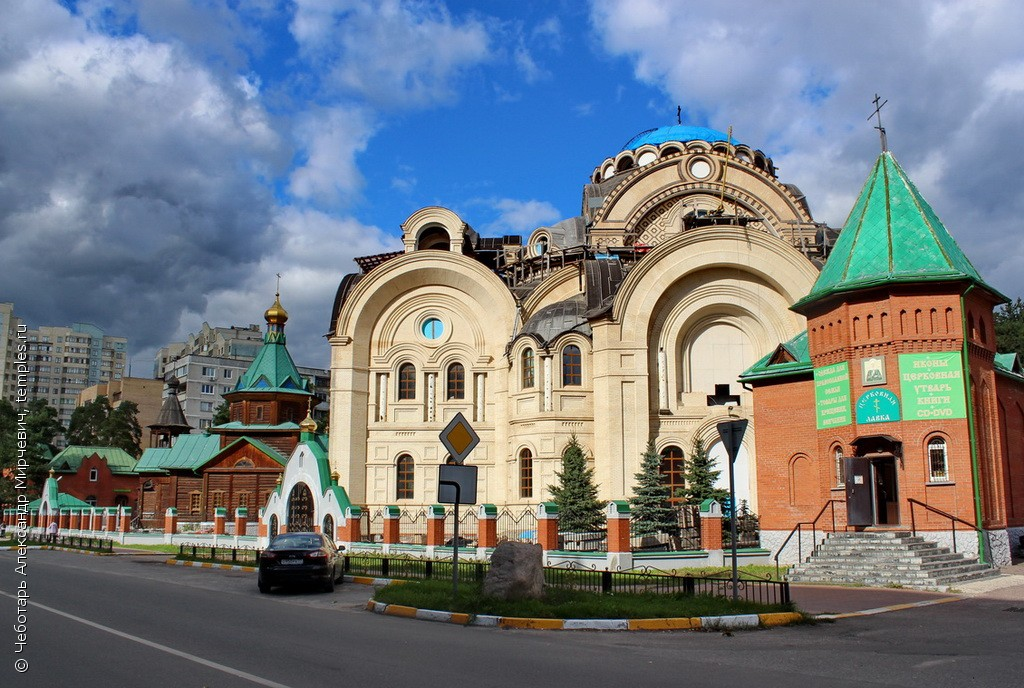 ИКОНЫ
ЦЕРКОВНАЯ
УТВАРЬ
КНИГИ
CD-DVD
ЦЕРКОВНАЯ
ЛАВКА
© Чеботарь Александр Мирчевич, temples.ru